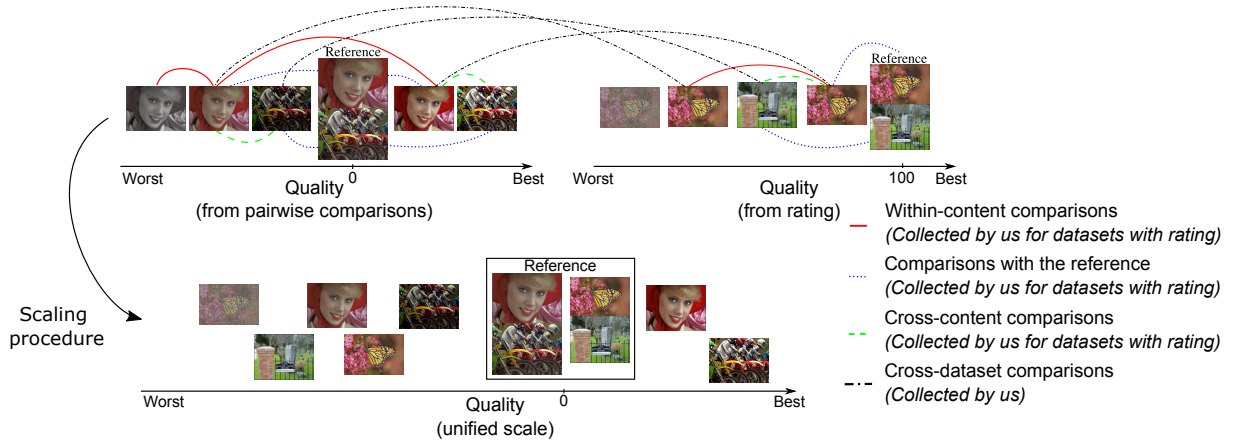 Reference
Reference
Worst
0
Best
Quality
(from pairwise comparisons)
Worst
100
Best
Quality
(from rating)
Within-content comparisons
(Collected by us for datasets with rating)
Comparisons with the reference
(Collected by us for datasets with rating)
Cross-content comparisons
(Collected by us for datasets with rating)
Cross-dataset comparisons
(Collected by us)
Scaling
procedure
Reference
Worst
0
Best
Quality
(unified scale)